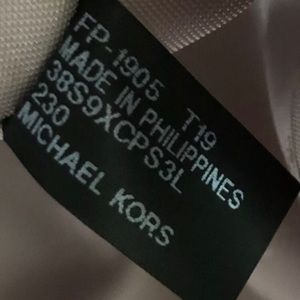 FP-1905 T19
MADE IN PHILIPPINES
38S9XCPS3L
230
MICHAEL KORS